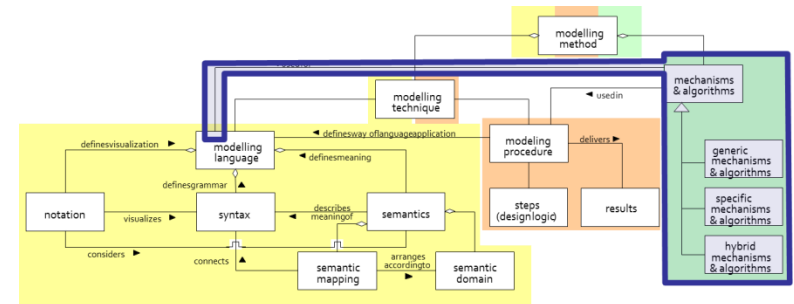 modelling
method
mechanisms
& algorithms
modelling
technique
◄ usedin
modelling
language
◄ defineswayoflanguageapplication
modeling
procedure
delivers ►
definesvisualization ►
◄ definesmeaning
generic
mechanisms
& algorithms
definesgrammar ▲
notation
visualizes ►
syntax
describes
◄
meaningof
semantics
steps
(designlogic)
results
specific
mechanisms
& algorithms
considers ►
connects ▲
semantic
mapping
arranges
accordingto
►
semantic
domain
hybrid
mechanisms
& algorithms